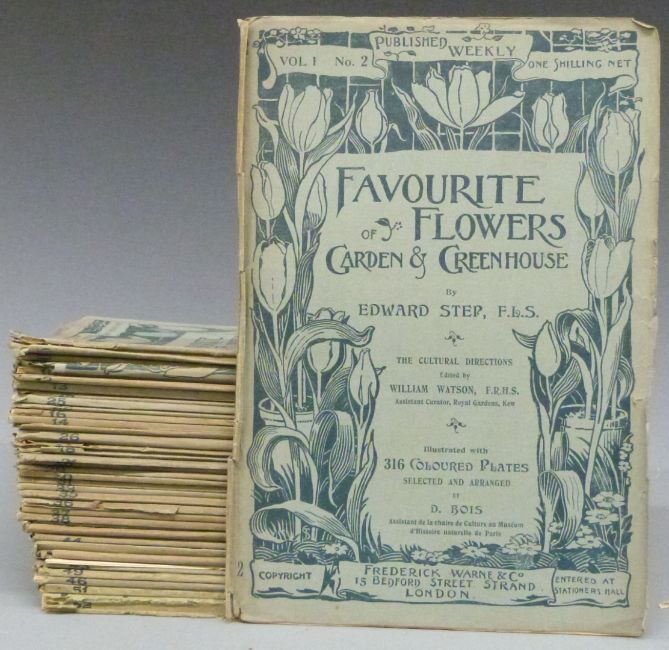 VOL I No. 2
PUBLISHED WEEKLY
ONE SHILLING NET
FAVOURITE
OF Yͤ FLOWERS
GARDEN & GREENHOUSE
By
EDWARD STEP, F.L.S.
THE CULTURAL DIRECTIONS
Edited by
WILLIAM WATSON, F.R.H.S.
Assistant Curator, Royal Gardens, Kew
Illustrated with
316 COLOURED PLATES
SELECTED AND ARRANGED
BY
D. BOIS
Assistant de la chaire de Culture au Muséum
d'Histoire naturelle de Paris
COPYRIGHT
FREDERICK WARNE & Co
15 BEDFORD STREET STRAND
LONDON.
ENTERED AT
STATIONERS HALL
2